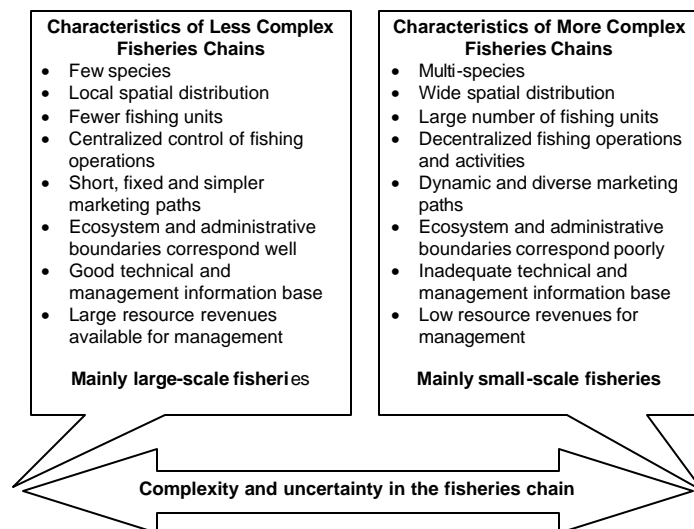 Characteristics of Less Complex
Fisheries Chains
• Few species
• Local spatial distribution
• Fewer fishing units
• Centralized control of fishing
operations
• Short, fixed and simpler
marketing paths
• Ecosystem and administrative
boundaries correspond well
• Good technical and
management information base
• Large resource revenues
available for management
Mainly large-scale fisheries
Characteristics of More Complex
Fisheries Chains
• Multi-species
• Wide spatial distribution
• Large number of fishing units
• Decentralized fishing operations
and activities
• Dynamic and diverse marketing
paths
• Ecosystem and administrative
boundaries correspond poorly
• Inadequate technical and
management information base
• Low resource revenues for
management
Mainly small-scale fisheries
Complexity and uncertainty in the fisheries chain